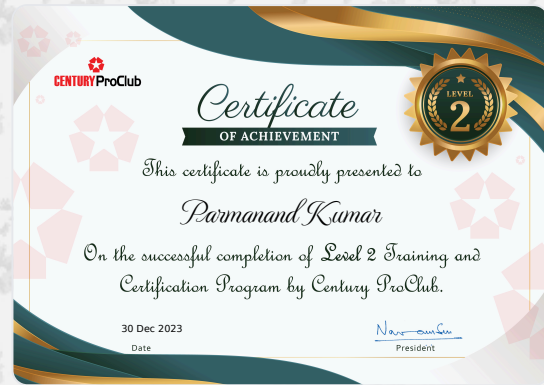 CENTURY ProClub
LEVEL
2
Certificate
OF ACHIEVEMENT
This certificate is proudly presented to
Parmanand Kumar
On the successful completion of Level 2 Training and
Certification Program by Century ProClub.
30 Dec 2023
Date
President